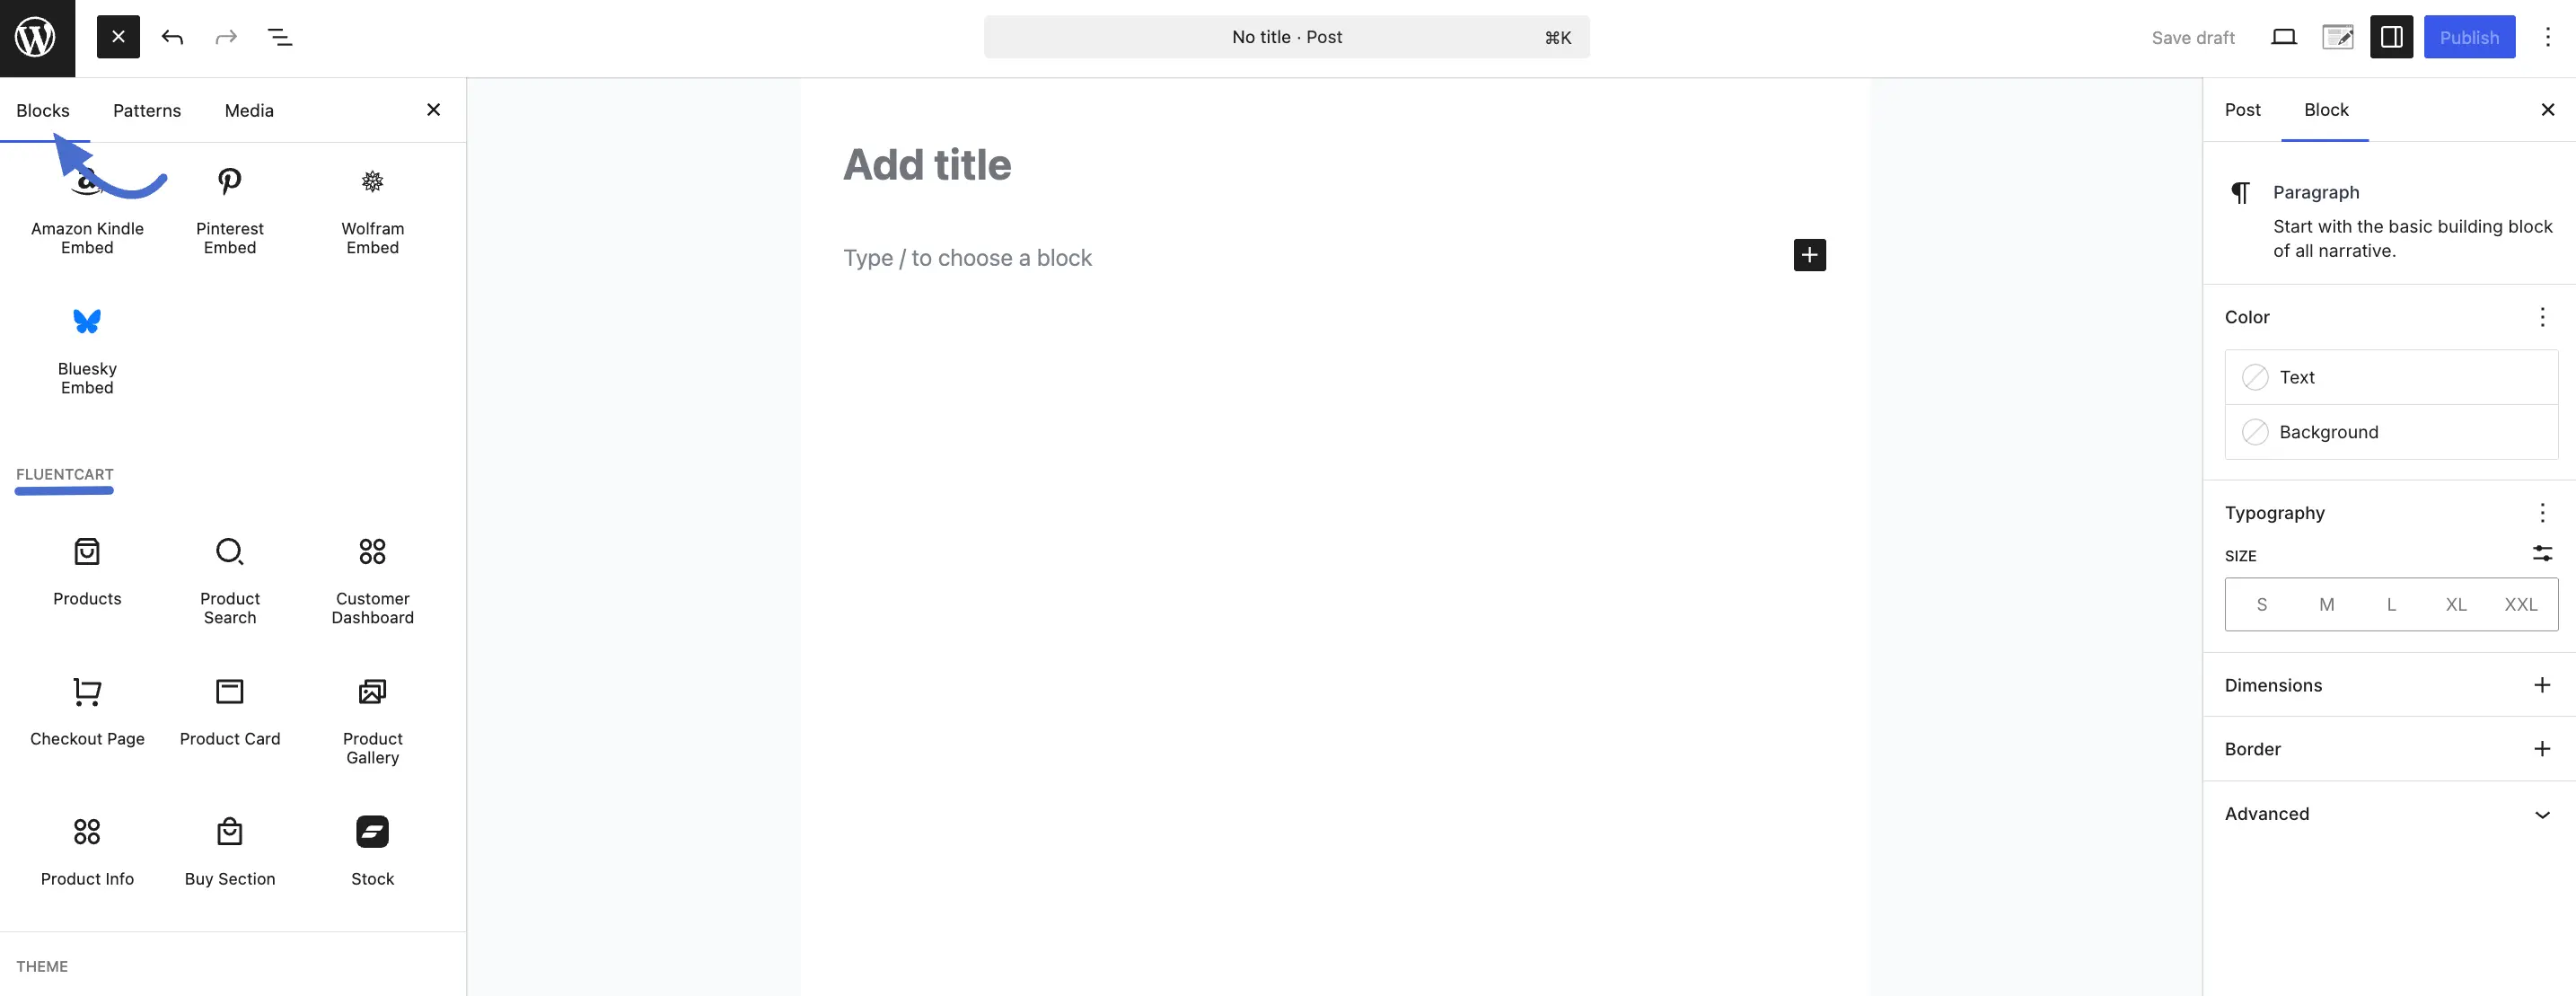 No title · Post
⌘K
Save draft
Publish
Blocks
Patterns
Media
Amazon Kindle
Embed
Pinterest
Embed
Wolfram
Embed
Bluesky
Embed
FLUENTCART
Products
Product
Search
Customer
Dashboard
Checkout Page
Product Card
Product
Gallery
Product Info
Buy Section
Stock
THEME
Add title
Type / to choose a block
Post
Block
Paragraph
Start with the basic building block
of all narrative.
Color
Text
Background
Typography
SIZE
S M L XL XXL
Dimensions
Border
Advanced